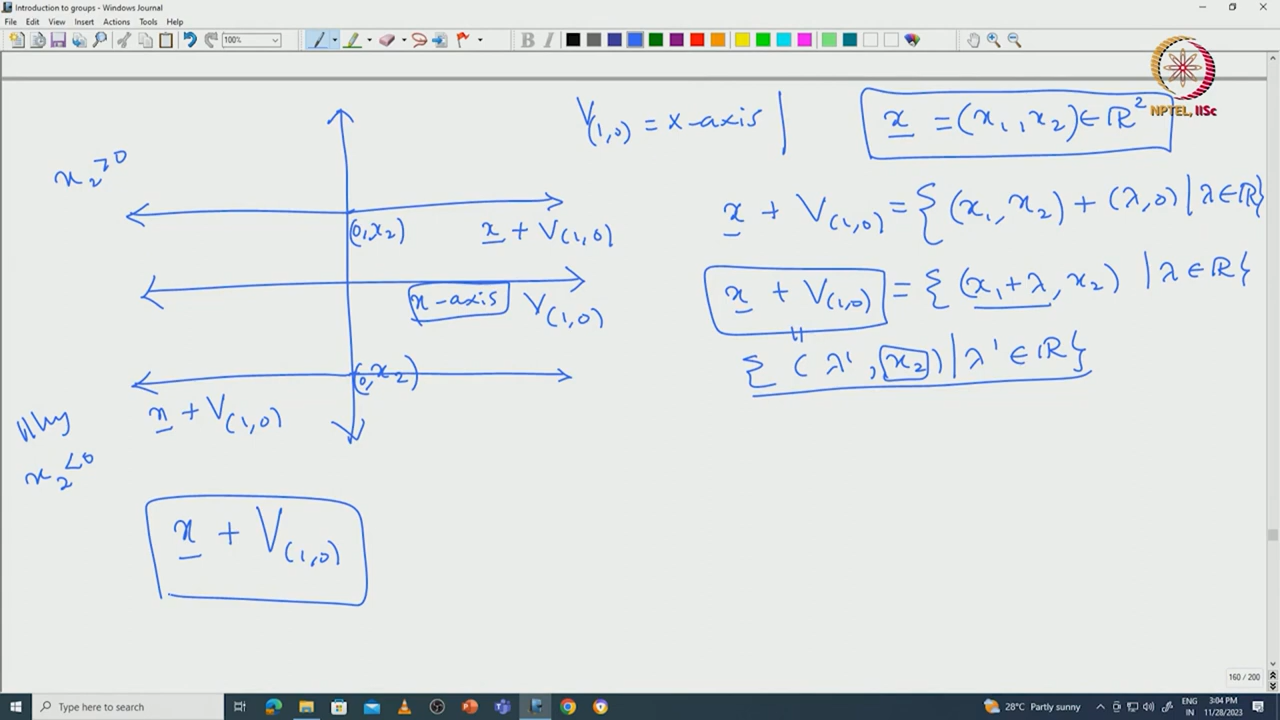 Introduction to groups - Windows Journal
File Edit View Insert Actions Tools Help
100%
B I
NPTEL, IISc
V(1,0) = x-axis
x = (x₁, x₂) ∈ ℝ²
x₂ > 0
(0, x₂)
x + V(1,0)
x + V(1,0) = { (x₁, x₂) + (λ, 0) | λ ∈ ℝ }
x-axis V(1,0)
x + V(1,0) = { (x₁ + λ, x₂) | λ ∈ ℝ }
=
{ (λ', x₂) | λ' ∈ ℝ }
(0, x₂)
x + V(1,0)
llly
x₂ < 0
x + V(1,0)
160 / 200
Type here to search
28°C Partly sunny
ENG
IN
3:04 PM
11/28/2023